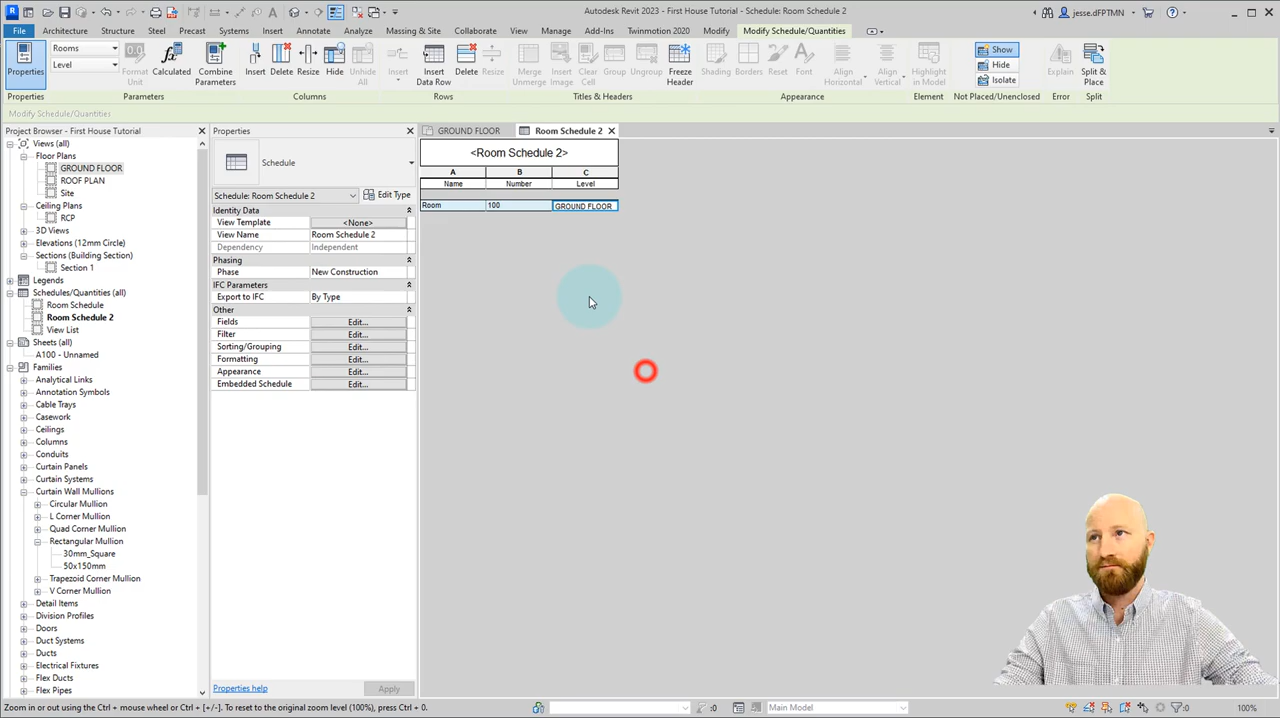 Autodesk Revit 2023 - First House Tutorial - Schedule: Room Schedule 2
jesse.dFPTMN
File Architecture Structure Steel Precast Systems Insert Annotate Analyze Massing & Site Collaborate View Manage Add-Ins Twinmotion 2020 Modify Modify Schedule/Quantities
Properties
Rooms
Level
Format Unit
Calculated
Combine Parameters
Insert
Delete
Resize
Hide
Unhide All
Insert
Insert Data Row
Delete
Resize
Merge Unmerge
Insert Image
Clear Cell
Group
Ungroup
Freeze Header
Shading
Borders
Reset
Font
Align Horizontal
Align Vertical
Highlight in Model
Show
Hide
Isolate
Explain
Split & Place
Properties Parameters Columns Rows Titles & Headers Appearance Element Not Placed/Unenclosed Error Split
Modify Schedule/Quantities
Project Browser - First House Tutorial
Views (all)
Floor Plans
GROUND FLOOR
ROOF PLAN
Site
Ceiling Plans
RCP
3D Views
Elevations (12mm Circle)
Sections (Building Section)
Section 1
Legends
Schedules/Quantities (all)
Room Schedule
Room Schedule 2
View List
Sheets (all)
A100 - Unnamed
Families
Analytical Links
Annotation Symbols
Cable Trays
Casework
Ceilings
Columns
Conduits
Curtain Panels
Curtain Systems
Curtain Wall Mullions
Circular Mullion
L Corner Mullion
Quad Corner Mullion
Rectangular Mullion
30mm_Square
50x150mm
Trapezoid Corner Mullion
V Corner Mullion
Detail Items
Division Profiles
Doors
Duct Systems
Ducts
Electrical Fixtures
Flex Ducts
Flex Pipes
Properties
Schedule
Schedule: Room Schedule 2
Edit Type
Identity Data
View Template <None>
View Name Room Schedule 2
Dependency Independent
Phasing
Phase New Construction
IFC Parameters
Export to IFC By Type
Other
Fields Edit...
Filter Edit...
Sorting/Grouping Edit...
Formatting Edit...
Appearance Edit...
Embedded Schedule Edit...
Properties help
Apply
GROUND FLOOR
Room Schedule 2
<Room Schedule 2>
A B C
Name Number Level
Room 100 GROUND FLOOR
Zoom in or out using the Ctrl + mouse wheel or Ctrl + [+/-]. To reset to the original zoom level (100%), press Ctrl + 0.
:0
Main Model
:0
100%